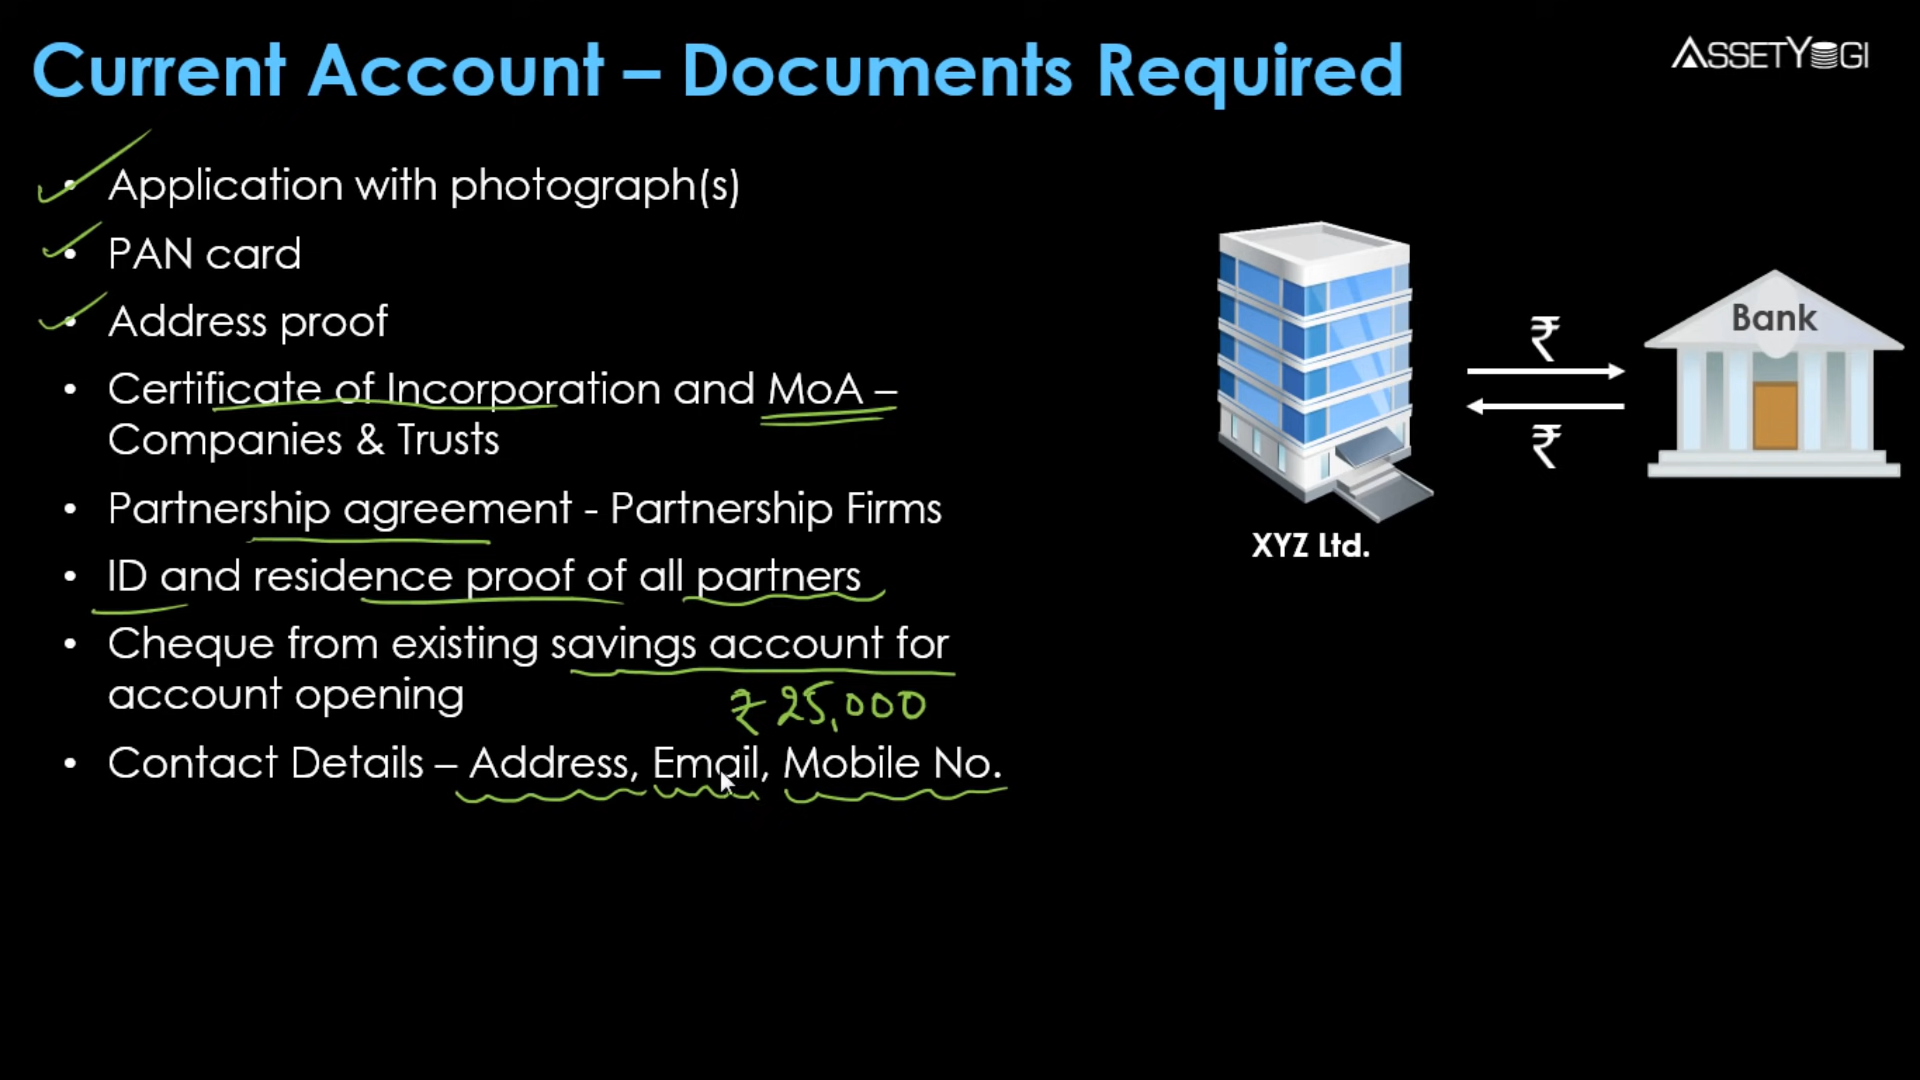 Current Account – Documents Required
ASSETYOGI
• Application with photograph(s)
• PAN card
• Address proof
• Certificate of Incorporation and MoA –
Companies & Trusts
• Partnership agreement - Partnership Firms
• ID and residence proof of all partners
• Cheque from existing savings account for
account opening
₹ 25,000
• Contact Details – Address, Email, Mobile No.
₹
₹
Bank
XYZ Ltd.